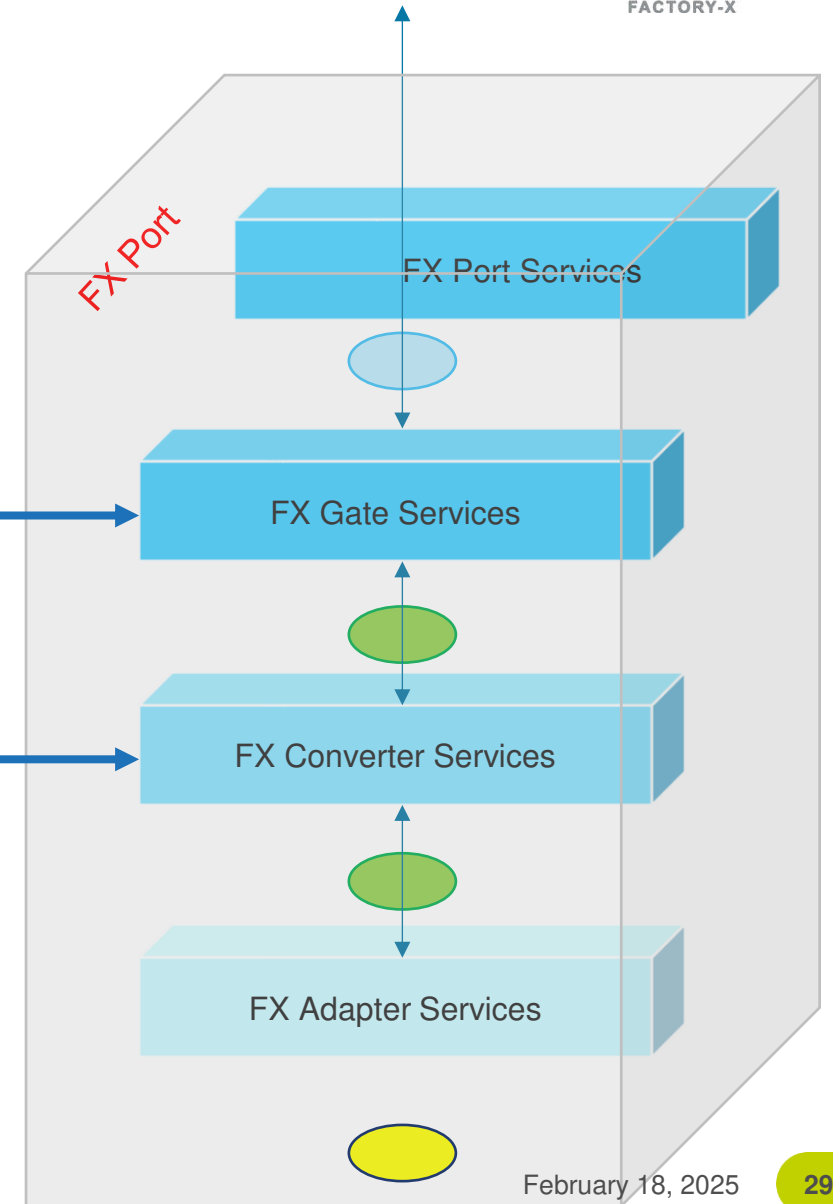 FACTORY-X
FX Port
FX Port Services
FX Gate Services
FX Converter Services
FX Adapter Services
February 18, 2025
29